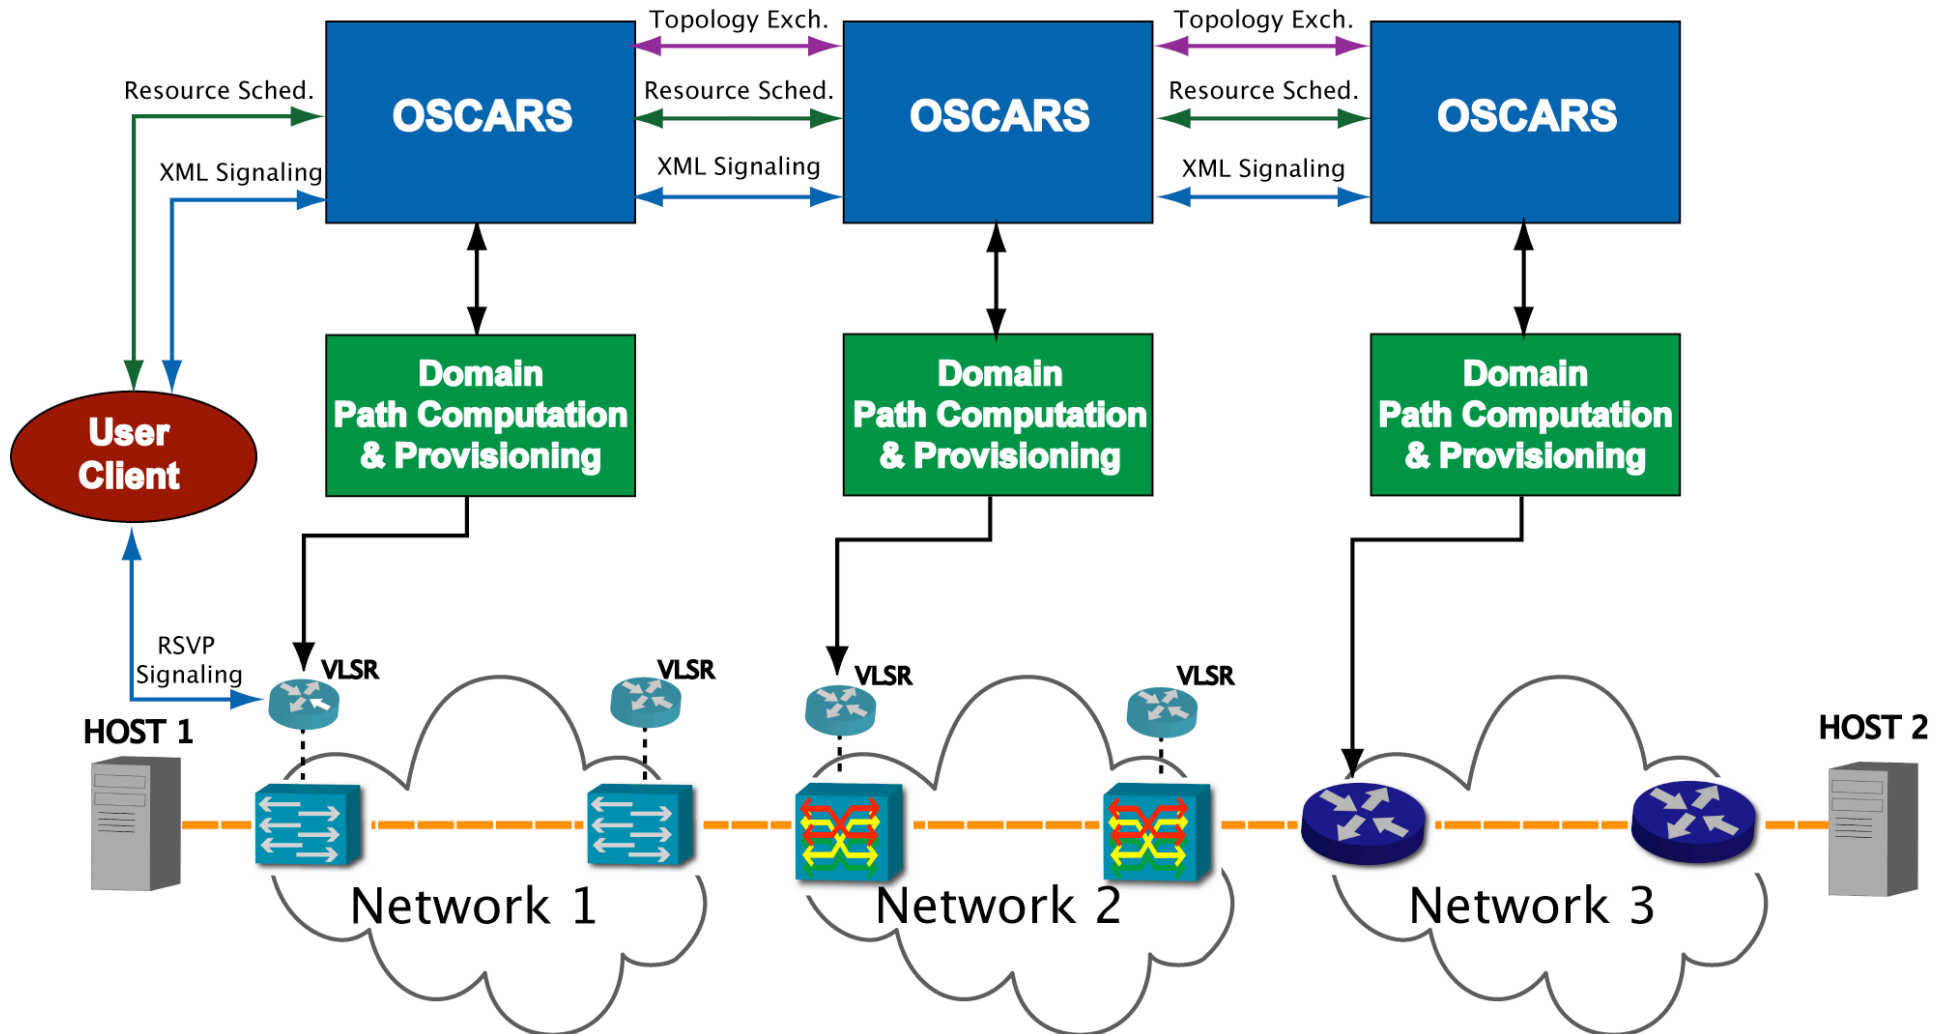 Topology Exch.
Topology Exch.
Resource Sched.
Resource Sched.
Resource Sched.
OSCARS
OSCARS
OSCARS
XML Signaling
XML Signaling
XML Signaling
Domain
Path Computation
& Provisioning
Domain
Path Computation
& Provisioning
Domain
Path Computation
& Provisioning
User
Client
RSVP
Signaling
VLSR
VLSR
VLSR
VLSR
HOST 1
HOST 2
Network 1
Network 2
Network 3